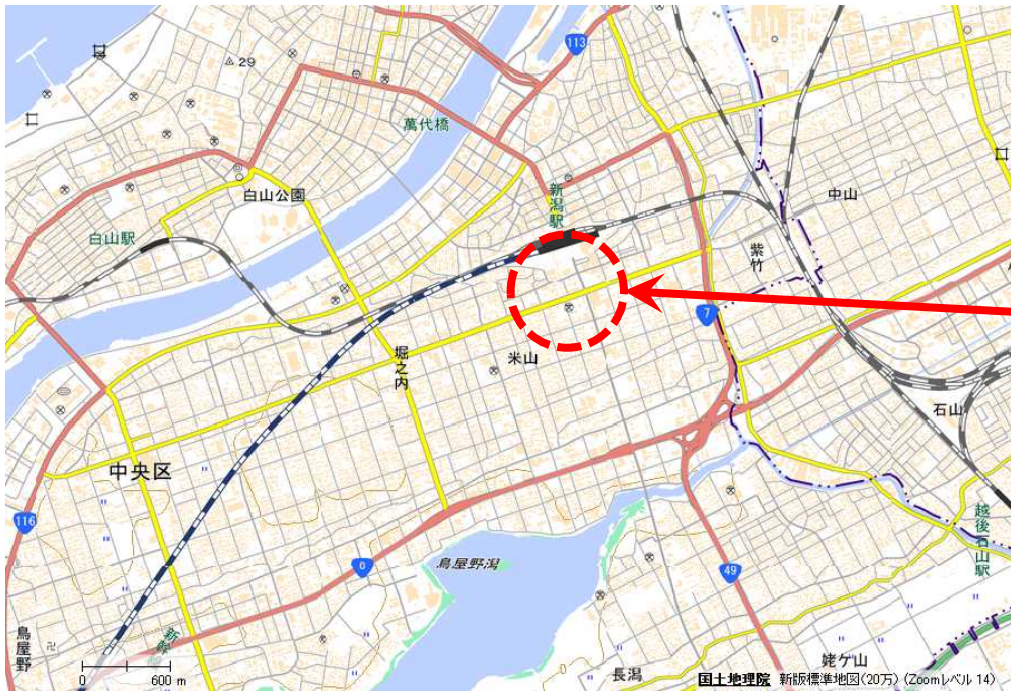 29
113
萬代橋
白山公園
中山
新潟駅
白山駅
紫竹
7
堀之内
米山
石山
中央区
116
越後石山駅
鳥屋野潟
0
49
鳥屋野
新幹
600 m
長潟
姥ケ山
国土地理院 新版標準地図(20万) (Zoomレベル 14)